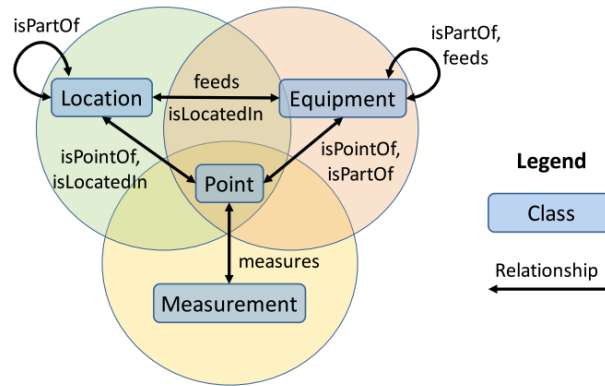 isPartOf
isPartOf,
feeds
feeds
Location
Equipment
isLocatedIn
isPointOf,
isLocatedIn
isPointOf,
isPartOf
Point
measures
Measurement
Legend
Class
Relationship